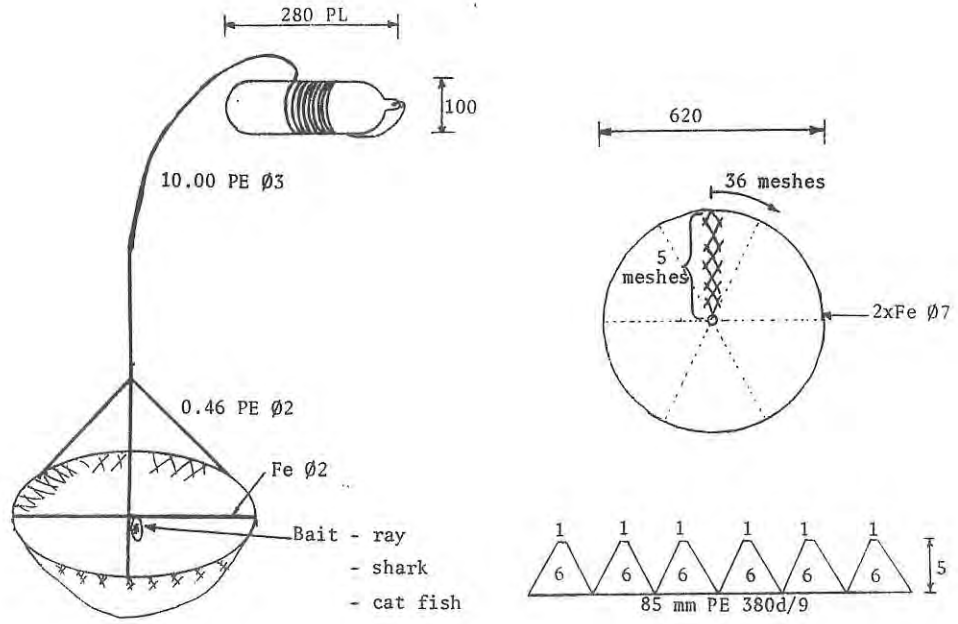 280 PL
100
10.00 PE Ø3
0.46 PE Ø2
Fe Ø2
Bait - ray
- shark
- cat fish
620
36 meshes
5
meshes
2xFe Ø7
1 1 1 1 1 1
6 6 6 6 6 6
5
85 mm PE 380d/9